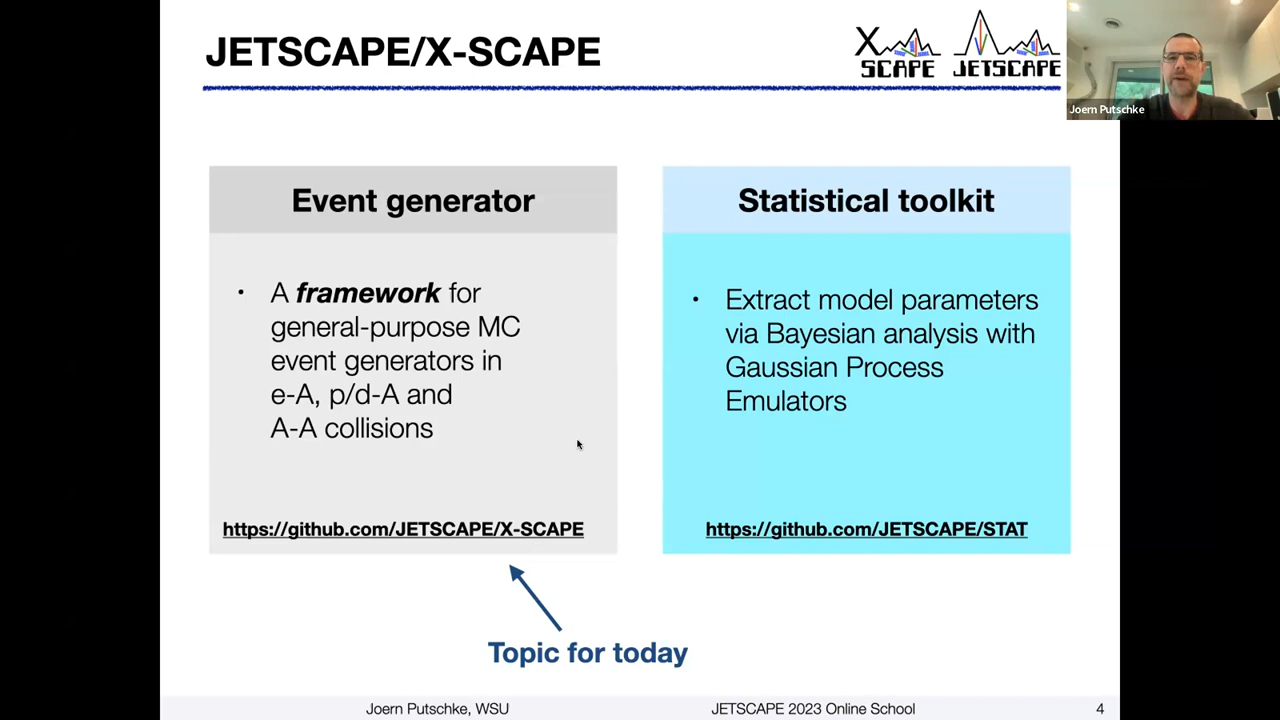 JETSCAPE/X-SCAPE
X
SCAPE
JETSCAPE
Joern Putschke
Event generator
• A framework for
general-purpose MC
event generators in
e-A, p/d-A and
A-A collisions
https://github.com/JETSCAPE/X-SCAPE
Statistical toolkit
• Extract model parameters
via Bayesian analysis with
Gaussian Process
Emulators
https://github.com/JETSCAPE/STAT
Topic for today
Joern Putschke, WSU
JETSCAPE 2023 Online School
4